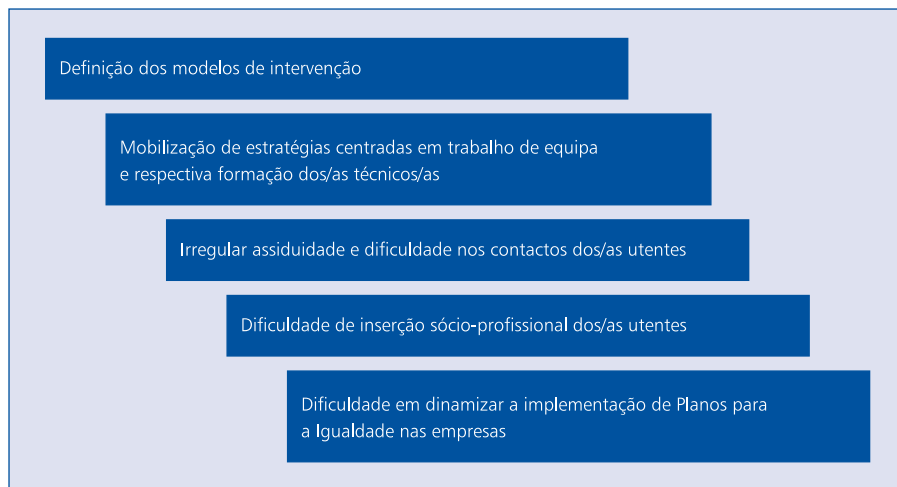 Definição dos modelos de intervenção
Mobilização de estratégias centradas em trabalho de equipa
e respectiva formação dos/as técnicos/as
Irregular assiduidade e dificuldade nos contactos dos/as utentes
Dificuldade de inserção sócio-profissional dos/as utentes
Dificuldade em dinamizar a implementação de Planos para
a Igualdade nas empresas